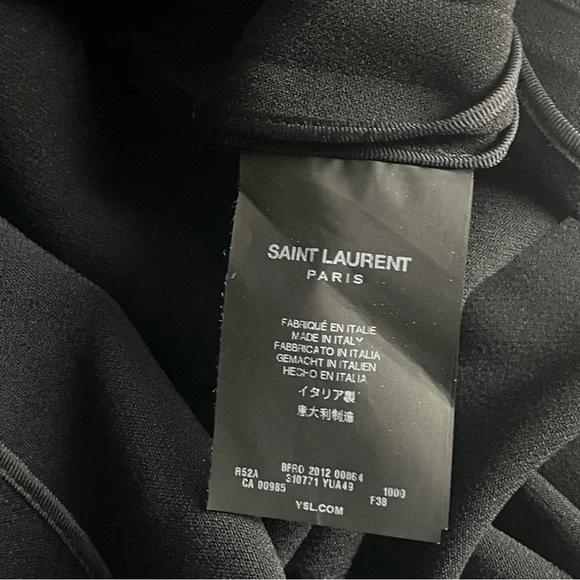 SAINT LAURENT
PARIS
FABRIQUÉ EN ITALIE
MADE IN ITALY
FABBRICATO IN ITALIA
GEMACHT IN ITALIEN
HECHO EN ITALIA
イタリア製
意大利制造
BPRO 2012 00864
R52A 310771 YUA49 1000
CA 00985 F38
YSL.COM